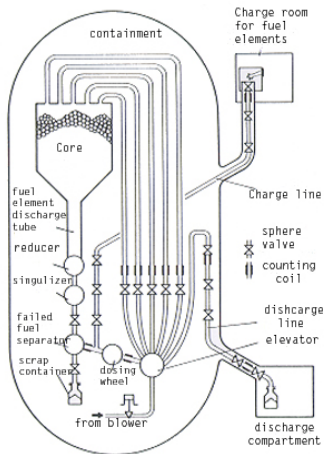 Charge room
for fuel
elements
containment
Core
fuel
element
discharge
tube
Charge line
reducer
sphere
valve
singulizer
counting
coil
failed
fuel
separator
dishcarge
line
elevator
scrap
container
dosing
wheel
from blower
discharge
compartment